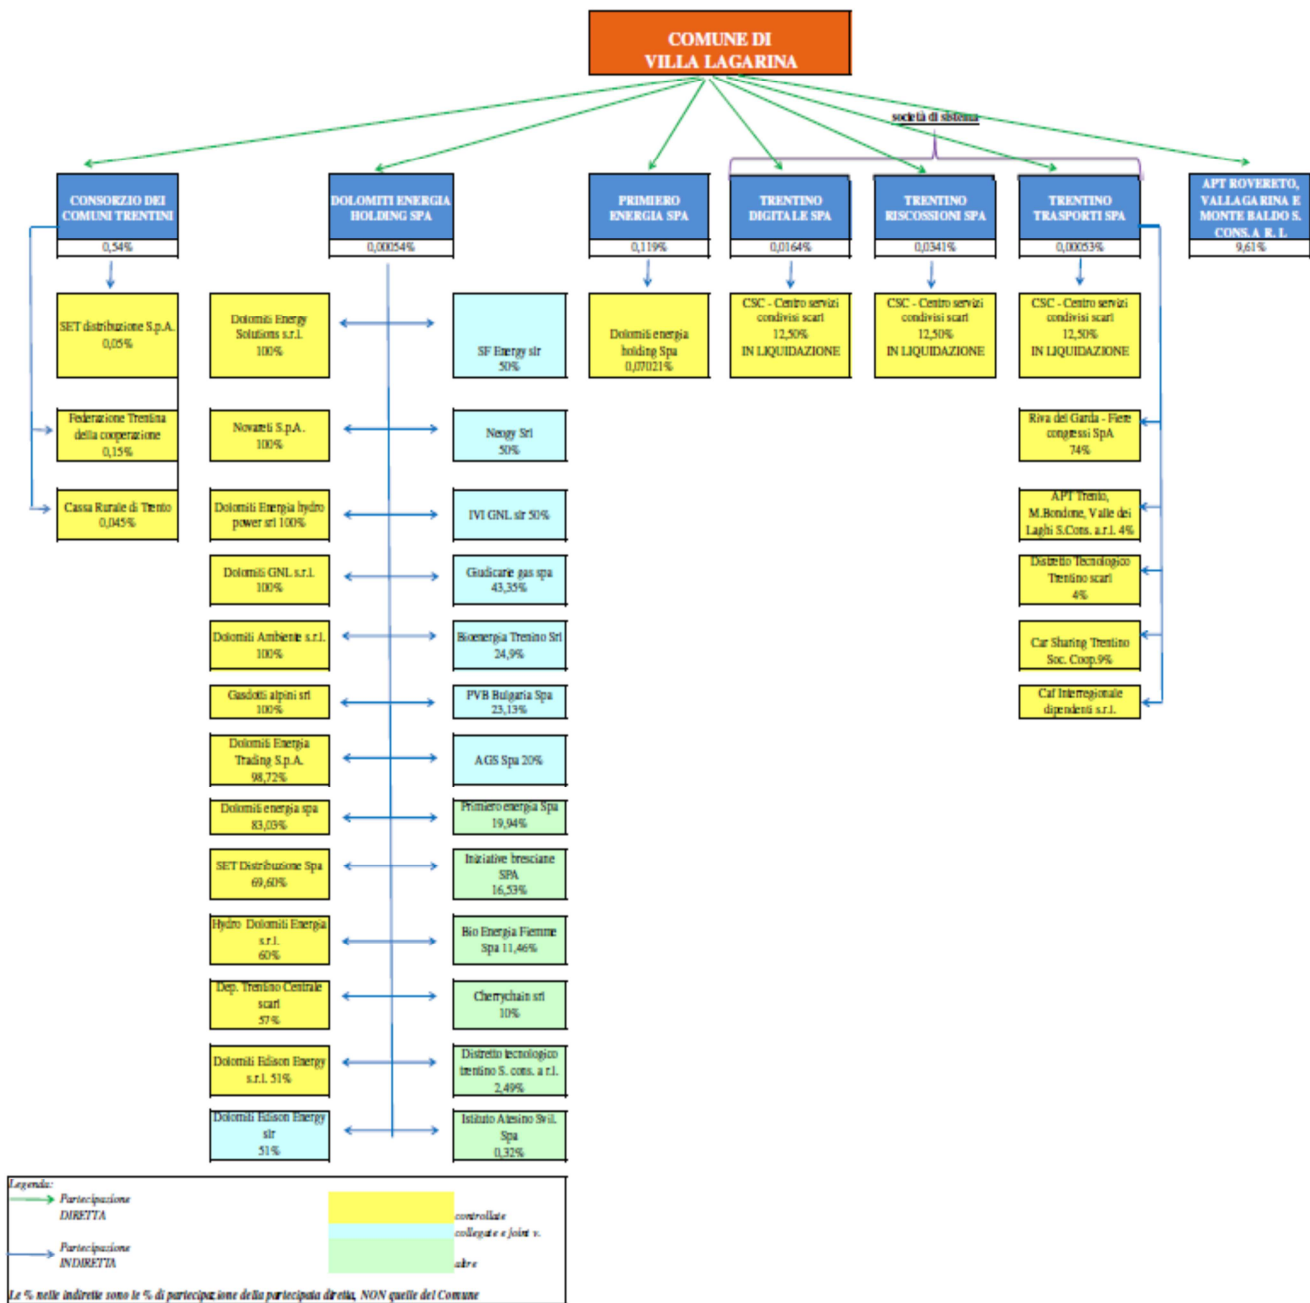 COMUNE DI
VILLA LAGARINA
società di sistema
CONSORZIO DEI
COMUNI TRENTINI
0,54%
DOLOMITI ENERGIA
HOLDING SPA
0,00054%
PRIMIERO
ENERGIA SPA
0,119%
TRENTINO
DIGITALE SPA
0,0164%
TRENTINO
RISCOSSIONI SPA
0,0341%
TRENTINO
TRASPORTI SPA
0,00053%
APT ROVERETO,
VALLAGARINA E
MONTE BALDO S.
CONS. A R. L
9,61%
SET distribuzione S.p.A.
0,05%
Federazione Trentina
della cooperazione
0,15%
Cassa Rurale di Trento
0,045%
Dolomiti Energy
Solutions s.r.l.
100%
SF Energy slr
50%
Novareti S.p.A.
100%
Neogy Srl
50%
Dolomiti Energia hydro
power srl 100%
IVI GNL slr 50%
Dolomiti GNL s.r.l.
100%
Giudicarie gas spa
43,35%
Dolomiti Ambiente s.r.l.
100%
Bioenergia Trenino Srl
24,9%
Gasdotti alpini srl
100%
PVB Bulgaria Spa
23,13%
Dolomiti Energia
Trading S.p.A.
98,72%
AGS Spa 20%
Dolomiti energia spa
83,03%
Primiero energia Spa
19,94%
SET Distribuzione Spa
69,60%
Iniziative bresciane
SPA
16,53%
Hydro Dolomiti Energia
s.r.l.
60%
Bio Energia Fiemme
Spa 11,46%
Dep. Trentino Centrale
scarl
57%
Cherrychain srl
10%
Dolomiti Edison Energy
s.r.l. 51%
Distretto tecnologico
trentino S. cons. a r.l.
2,49%
Dolomiti Edison Energy
slr
51%
Istituto Atesino Svil.
Spa
0,32%
Dolomiti energia
holding Spa
0,07021%
CSC - Centro servizi
condivisi scarl
12,50%
IN LIQUIDAZIONE
CSC - Centro servizi
condivisi scarl
12,50%
IN LIQUIDAZIONE
CSC - Centro servizi
condivisi scarl
12,50%
IN LIQUIDAZIONE
Riva del Garda - Fiere
congressi SpA
74%
APT Trento,
M.Bondone, Valle dei
Laghi S.Cons. a.r.l. 4%
Distretto Tecnologico
Trentino scarl
4%
Car Sharing Trentino
Soc. Coop.9%
Caf Interregionale
dipendenti s.r.l.
Legenda:
Partecipazione
DIRETTA
Partecipazione
INDIRETTA
controllate
collegate e joint v.
altre
Le % nelle indirette sono le % di partecipazione della partecipata diretta, NON quelle del Comune